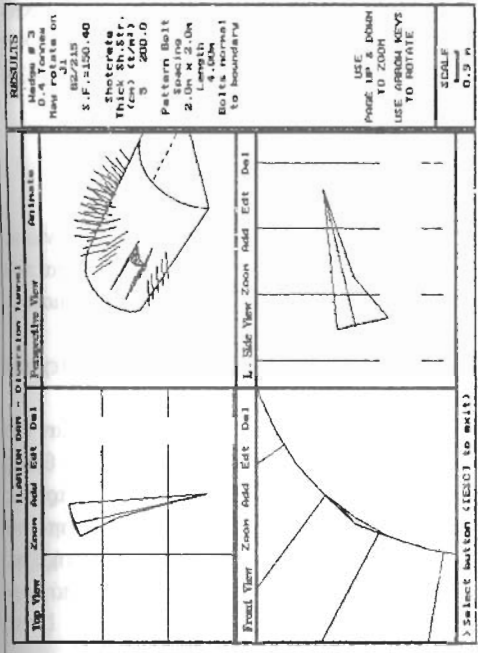 ILARION DAM - Diversion Tunnel
Top View Zoom Add Edt Del
Perspective View Animate
Front View Zoom Add Edt Del
L. Side View Zoom Add Edt Del
RESULTS
Wedge # 3
0.4 Tonnes
May rotate on
J1
82/215
S.F.=150.40
Shotcrete
Thick Sh.Str.
(cm) (t/m²)
5 200.0
Pattern Bolt
Spacing
2.0m x 2.0m
Length
4.00m
Bolts normal
to boundary
USE
PAGE UP & DOWN
TO ZOOM
USE ARROW KEYS
TO ROTATE
SCALE
0.9 m
>Select button ([ESC] to exit)